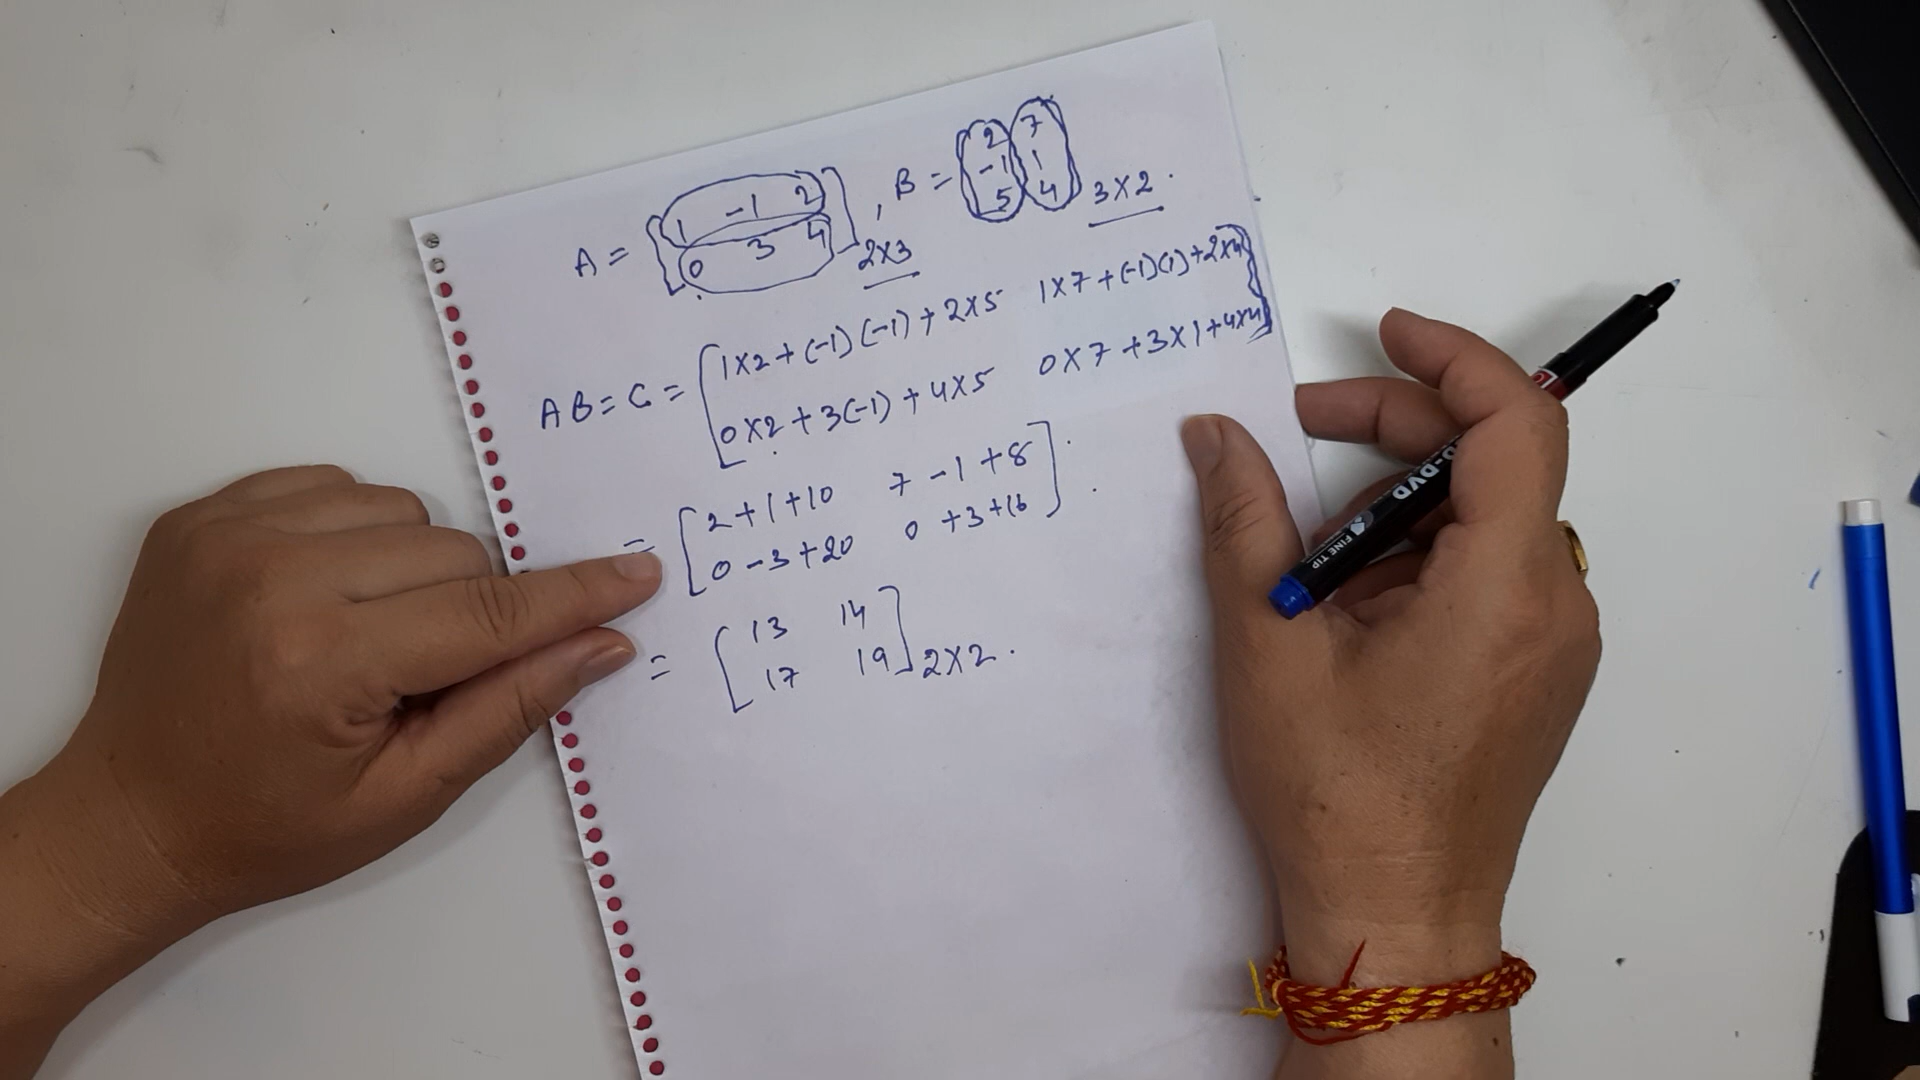 A = [1 -1 2
0 3 4] 2x3 , B = [2 7
-1 1
5 4] 3x2 .
AB = C = [1x2 + (-1)(-1) + 2x5 1x7 + (-1)(1) + 2x4
0x2 + 3(-1) + 4x5 0x7 + 3x1 + 4x4]
= [2+1+10 7-1+8
0-3+20 0+3+16] .
= [13 14
17 19] 2x2 .
D-DVD
FINE TIP